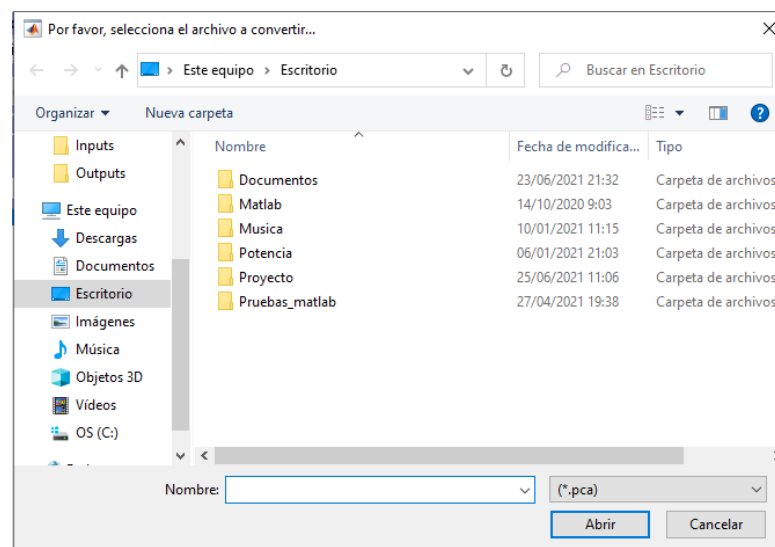 Por favor, selecciona el archivo a convertir...
Este equipo > Escritorio
Buscar en Escritorio
Organizar
Nueva carpeta
Inputs
Outputs
Este equipo
Descargas
Documentos
Escritorio
Imágenes
Música
Objetos 3D
Vídeos
OS (C:)
Nombre Fecha de modifica... Tipo
Documentos 23/06/2021 21:32 Carpeta de archivos
Matlab 14/10/2020 9:03 Carpeta de archivos
Musica 10/01/2021 11:15 Carpeta de archivos
Potencia 06/01/2021 21:03 Carpeta de archivos
Proyecto 25/06/2021 11:06 Carpeta de archivos
Pruebas_matlab 27/04/2021 19:38 Carpeta de archivos
Nombre:
(*.pca)
Abrir
Cancelar